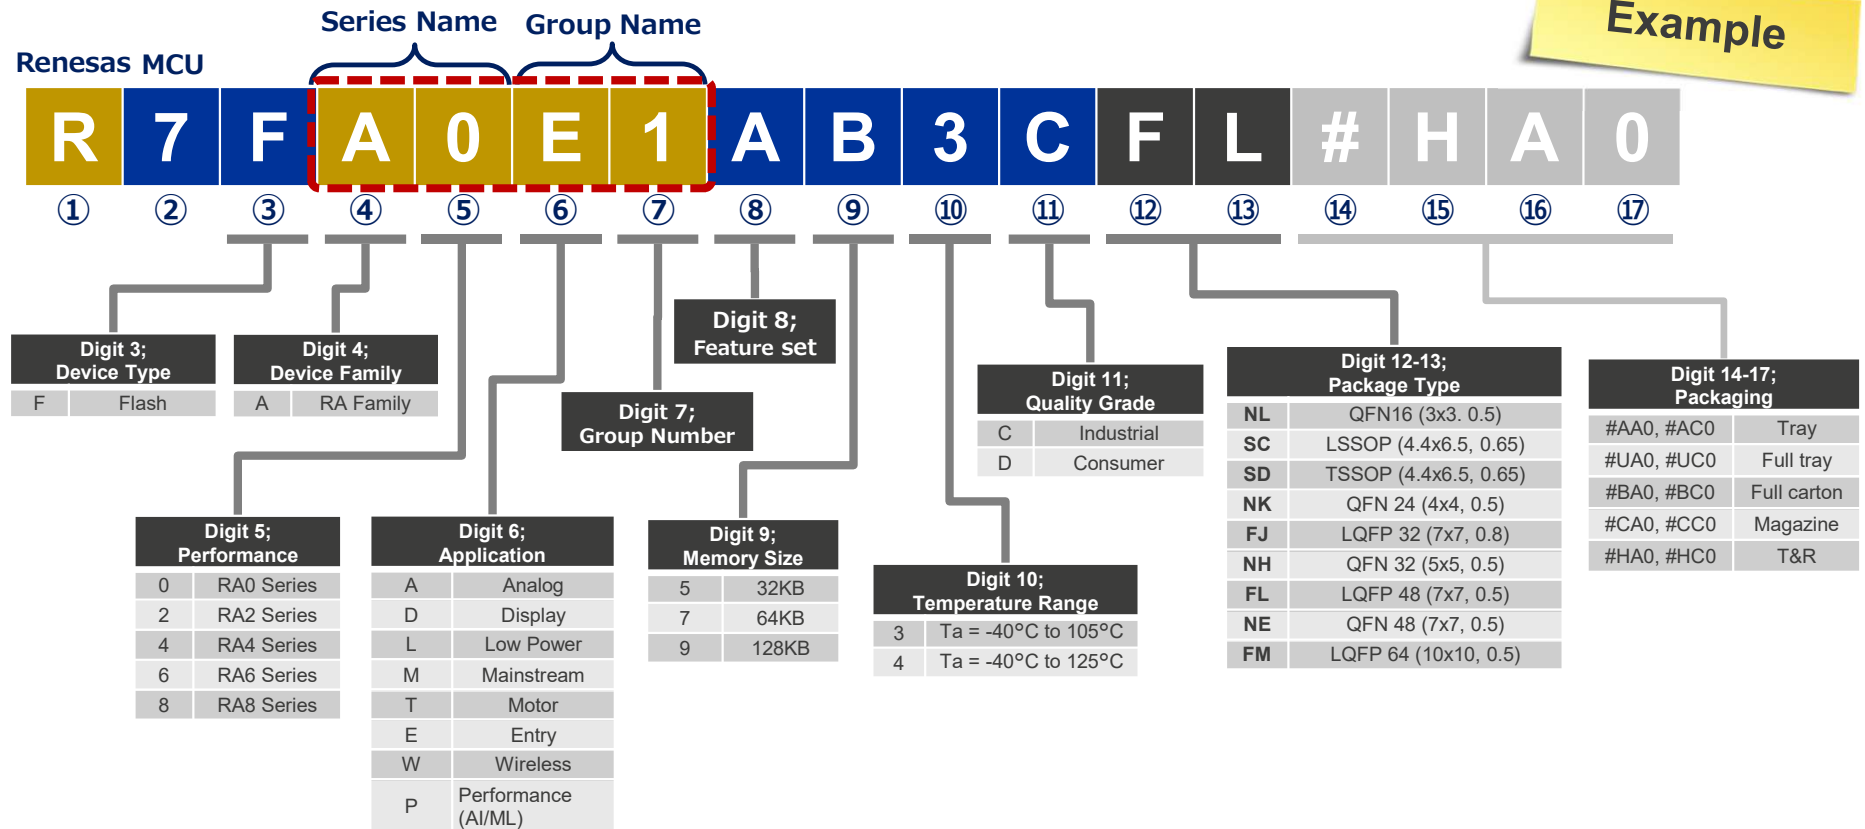 Example
Series Name Group Name
Renesas MCU
R 7 F A 0 E 1 A B 3 C F L # H A 0
① ② ③ ④ ⑤ ⑥ ⑦ ⑧ ⑨ ⑩ ⑪ ⑫ ⑬ ⑭ ⑮ ⑯ ⑰
Digit 3;
Device Type
F Flash
Digit 4;
Device Family
A RA Family
Digit 5;
Performance
0 RA0 Series
2 RA2 Series
4 RA4 Series
6 RA6 Series
8 RA8 Series
Digit 6;
Application
A Analog
D Display
L Low Power
M Mainstream
T Motor
E Entry
W Wireless
P Performance
(AI/ML)
Digit 7;
Group Number
Digit 8;
Feature set
Digit 9;
Memory Size
5 32KB
7 64KB
9 128KB
Digit 10;
Temperature Range
3 Ta = -40°C to 105°C
4 Ta = -40°C to 125°C
Digit 11;
Quality Grade
C Industrial
D Consumer
Digit 12-13;
Package Type
NL QFN16 (3x3. 0.5)
SC LSSOP (4.4x6.5, 0.65)
SD TSSOP (4.4x6.5, 0.65)
NK QFN 24 (4x4, 0.5)
FJ LQFP 32 (7x7, 0.8)
NH QFN 32 (5x5, 0.5)
FL LQFP 48 (7x7, 0.5)
NE QFN 48 (7x7, 0.5)
FM LQFP 64 (10x10, 0.5)
Digit 14-17;
Packaging
#AA0, #AC0 Tray
#UA0, #UC0 Full tray
#BA0, #BC0 Full carton
#CA0, #CC0 Magazine
#HA0, #HC0 T&R